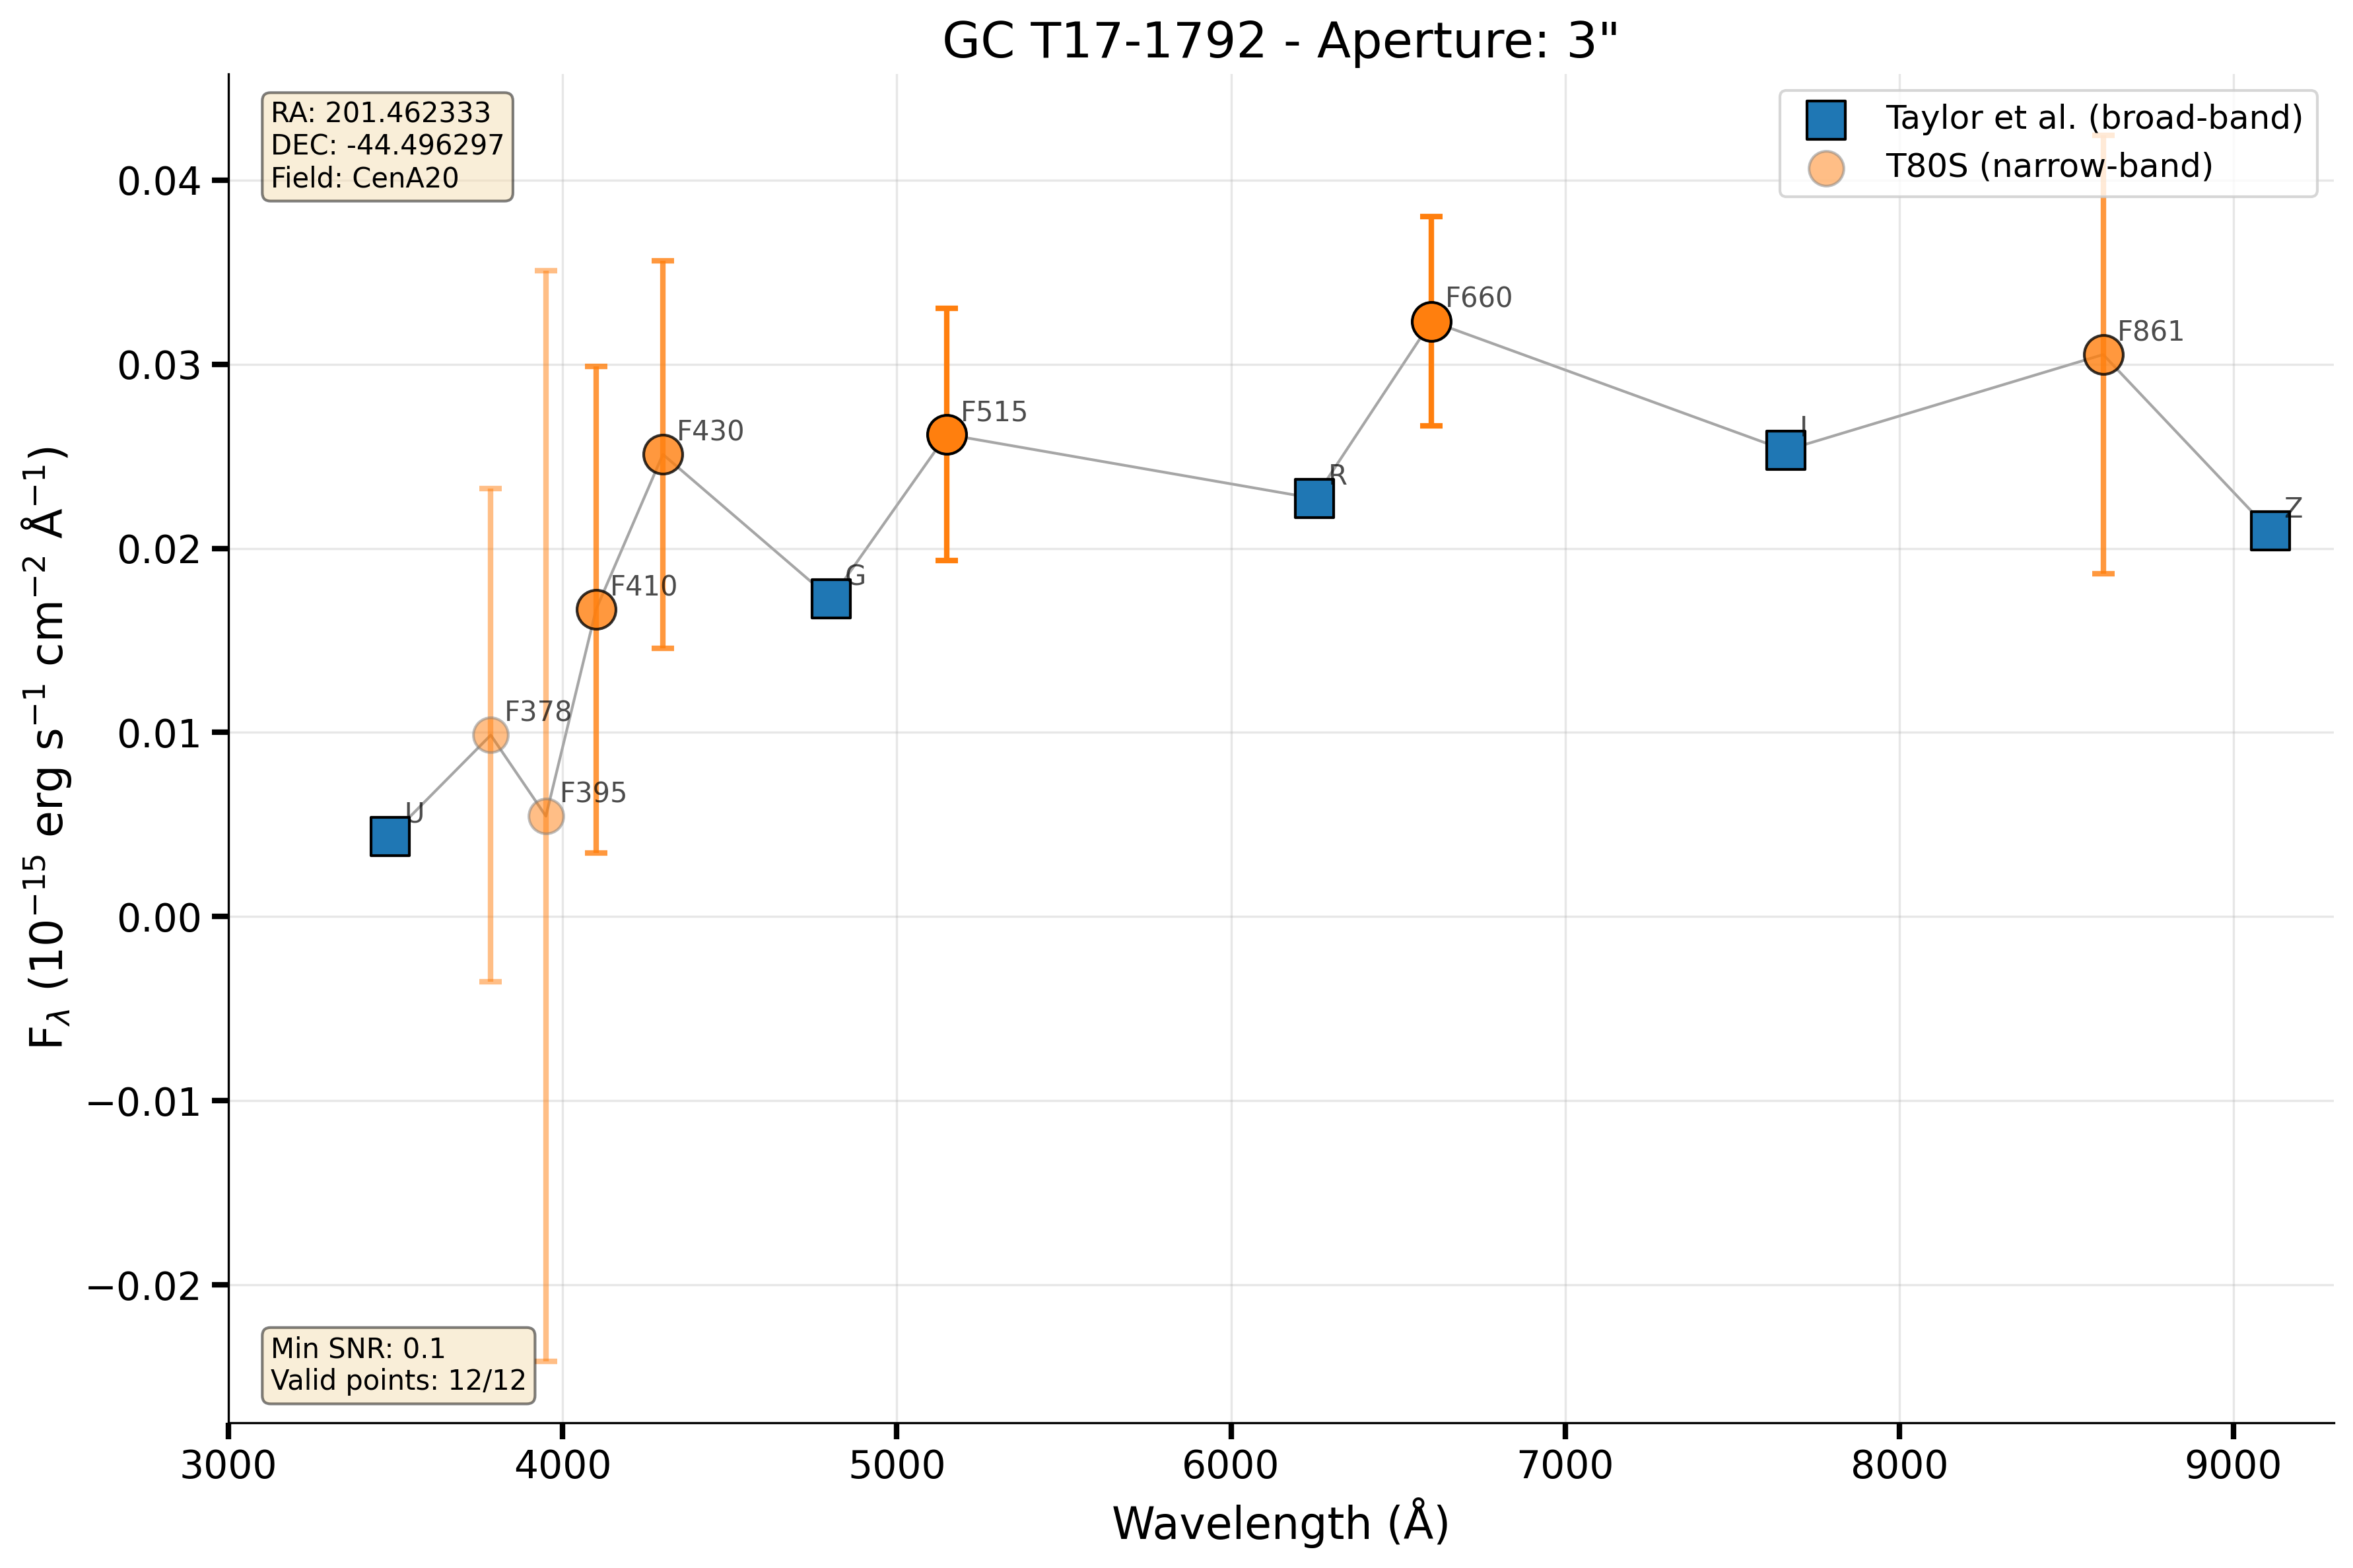 GC T17-1792 - Aperture: 3"
RA: 201.462333
DEC: -44.496297
Field: CenA20
Taylor et al. (broad-band)
T80S (narrow-band)
F$_λ$ (10$^{−15}$ erg s$^{−1}$ cm$^{−2}$ Å$^{−1}$)
0.04
0.03
0.02
0.01
0.00
−0.01
−0.02
U
F378
F395
F410
F430
G
F515
R
F660
I
F861
Z
Min SNR: 0.1
Valid points: 12/12
3000 4000 5000 6000 7000 8000 9000
Wavelength (Å)